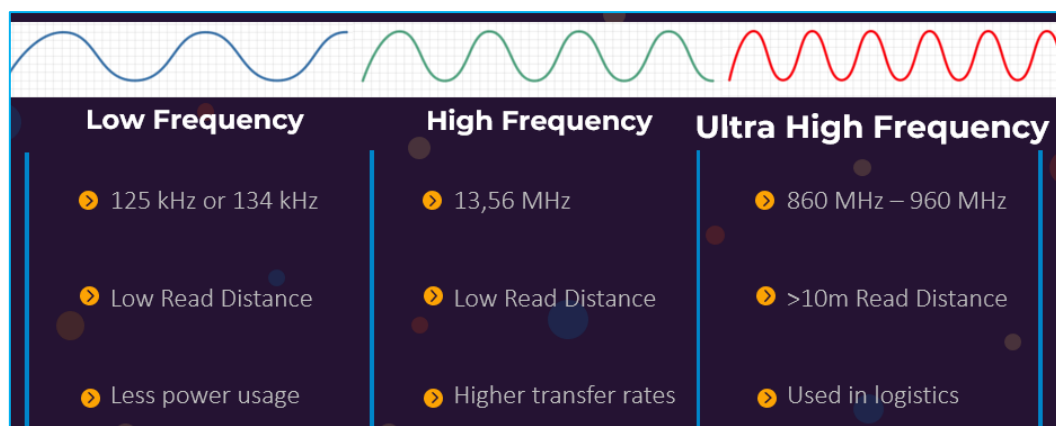 Low Frequency
High Frequency
Ultra High Frequency
125 kHz or 134 kHz
13,56 MHz
860 MHz – 960 MHz
Low Read Distance
Low Read Distance
>10m Read Distance
Less power usage
Higher transfer rates
Used in logistics